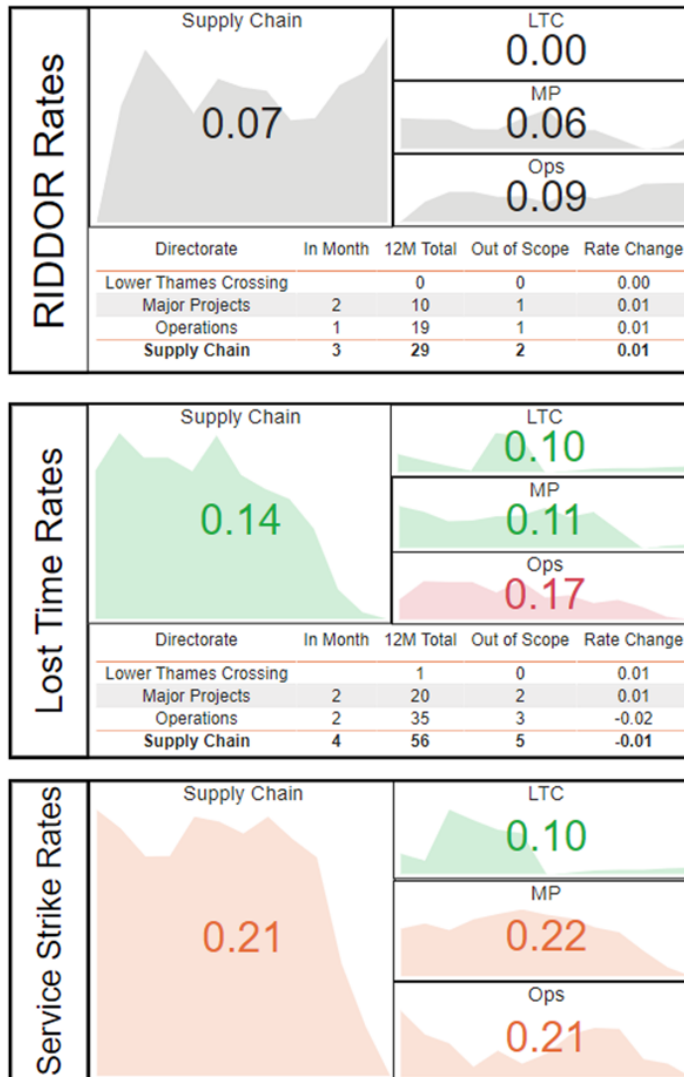 RIDDOR Rates
Supply Chain
0.07
LTC
0.00
MP
0.06
Ops
0.09
Directorate In Month 12M Total Out of Scope Rate Change
Lower Thames Crossing 0 0 0.00
Major Projects 2 10 1 0.01
Operations 1 19 1 0.01
Supply Chain 3 29 2 0.01
Lost Time Rates
Supply Chain
0.14
LTC
0.10
MP
0.11
Ops
0.17
Directorate In Month 12M Total Out of Scope Rate Change
Lower Thames Crossing 1 0 0.01
Major Projects 2 20 2 0.01
Operations 2 35 3 -0.02
Supply Chain 4 56 5 -0.01
Service Strike Rates
Supply Chain
0.21
LTC
0.10
MP
0.22
Ops
0.21